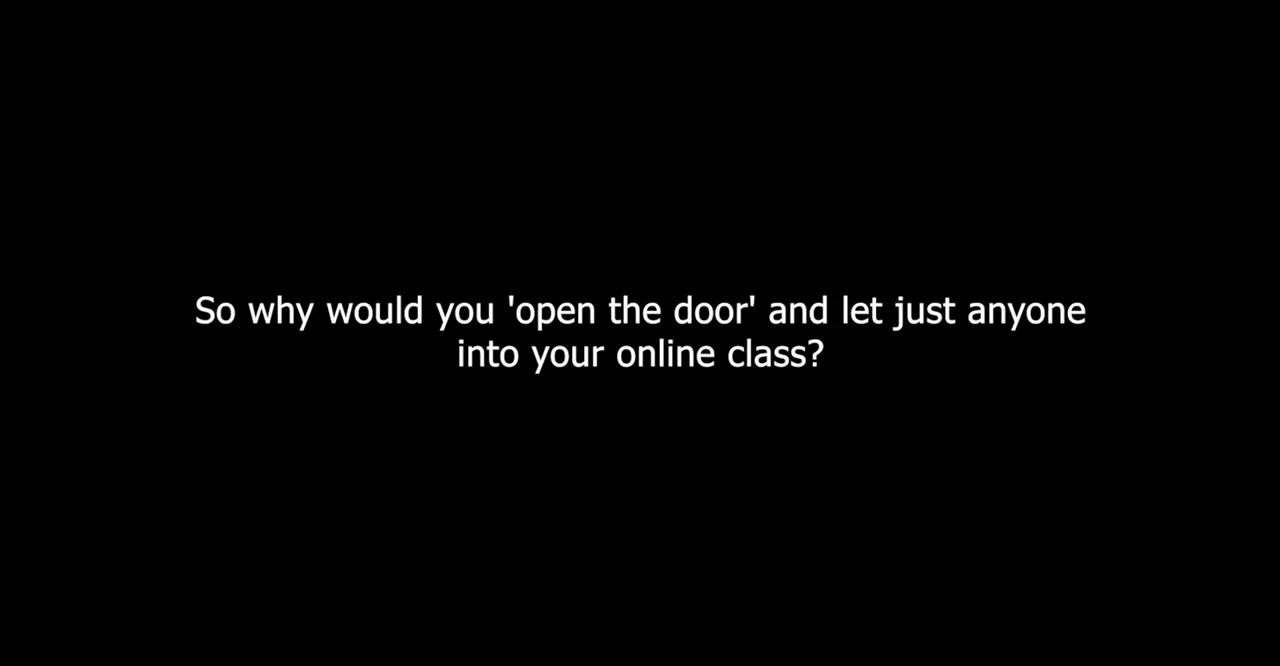 So why would you 'open the door' and let just anyone
into your online class?